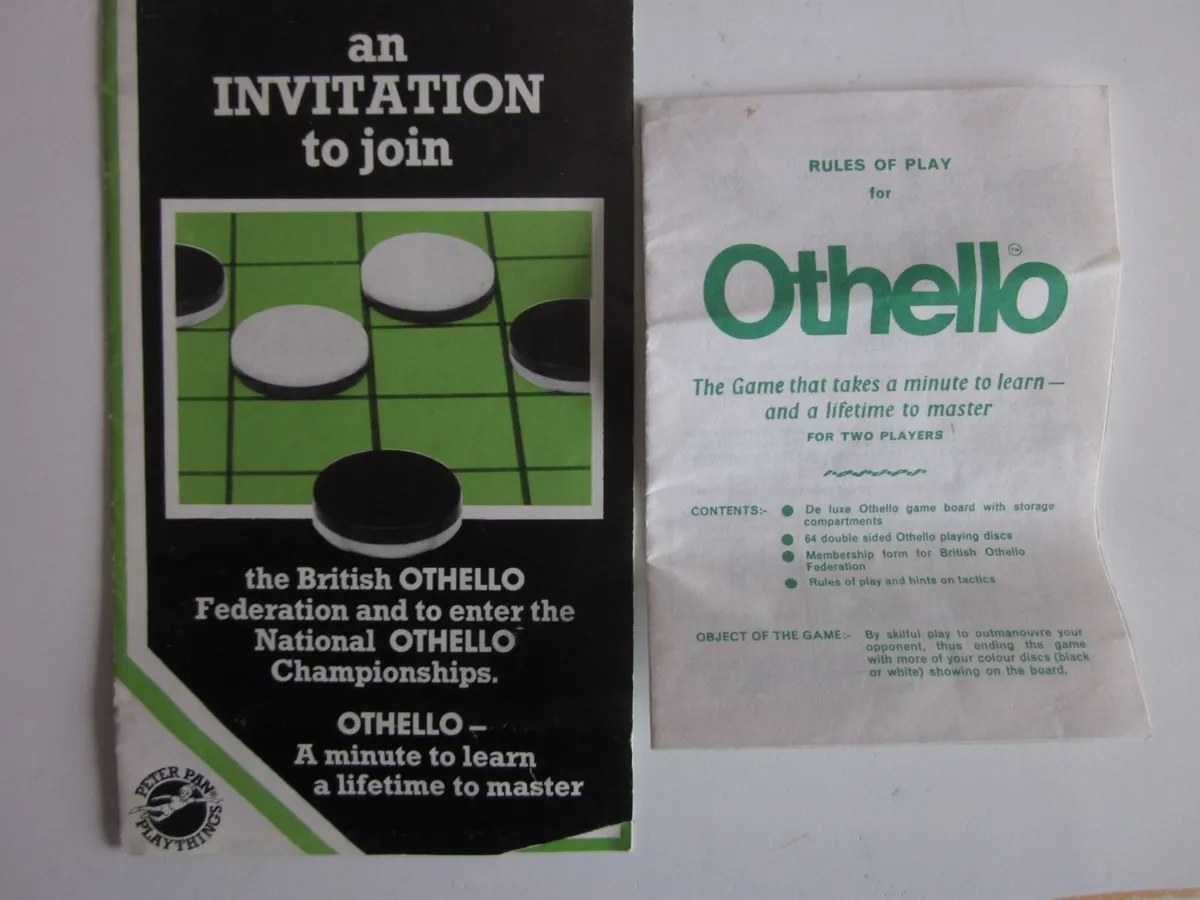 an
INVITATION
to join
the British OTHELLO
Federation and to enter the
National OTHELLO
Championships.
OTHELLO –
A minute to learn
a lifetime to master
PETER PAN
PLAYTHINGS
RULES OF PLAY
for
Othello™
The Game that takes a minute to learn—
and a lifetime to master
FOR TWO PLAYERS
CONTENTS:- ● De luxe Othello game board with storage
compartments
● 64 double sided Othello playing discs
● Membership form for British Othello
Federation
● Rules of play and hints on tactics
OBJECT OF THE GAME:- By skilful play to outmanouvre your
opponent, thus ending the game
with more of your colour discs (black
or white) showing on the board.